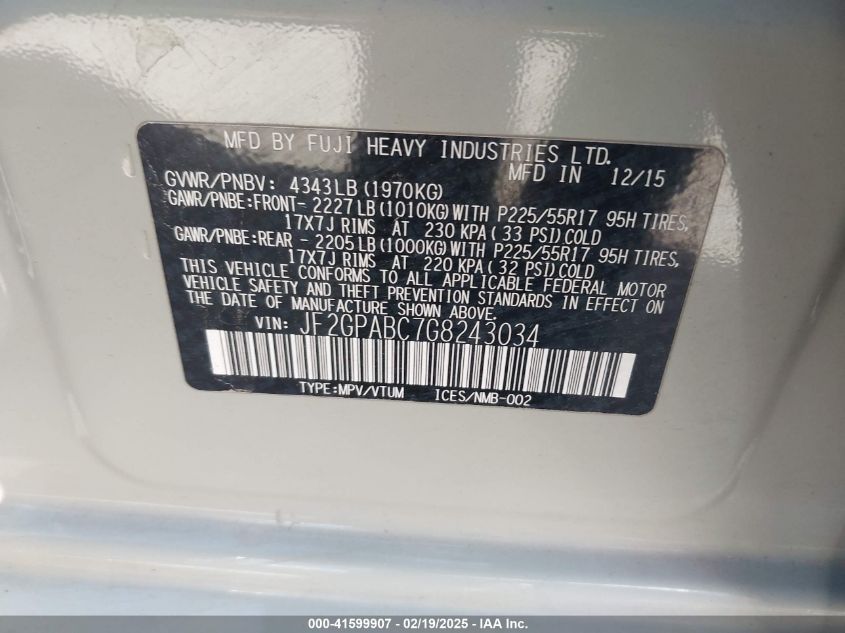 MFD BY FUJI HEAVY INDUSTRIES LTD.
MFD IN 12/15
GVWR/PNBV: 4343LB(1970KG)
GAWR/PNBE:FRONT- 2227LB(1010KG)WITH P225/55R17 95H TIRES,
17X7J RIMS AT 230 KPA( 33 PSI)COLD
GAWR/PNBE:REAR - 2205LB(1000KG)WITH P225/55R17 95H TIRES,
17X7J RIMS AT 220 KPA( 32 PSI)COLD
THIS VEHICLE CONFORMS TO ALL APPLICABLE FEDERAL MOTOR
VEHICLE SAFETY AND THEFT PREVENTION STANDARDS IN EFFECT ON
THE DATE OF MANUFACTURE SHOWN ABOVE.
VIN: JF2GPABC7G8243034
TYPE:MPV/VTUM ICES/NMB-002
000-41599907 - 02/19/2025 - IAA Inc.